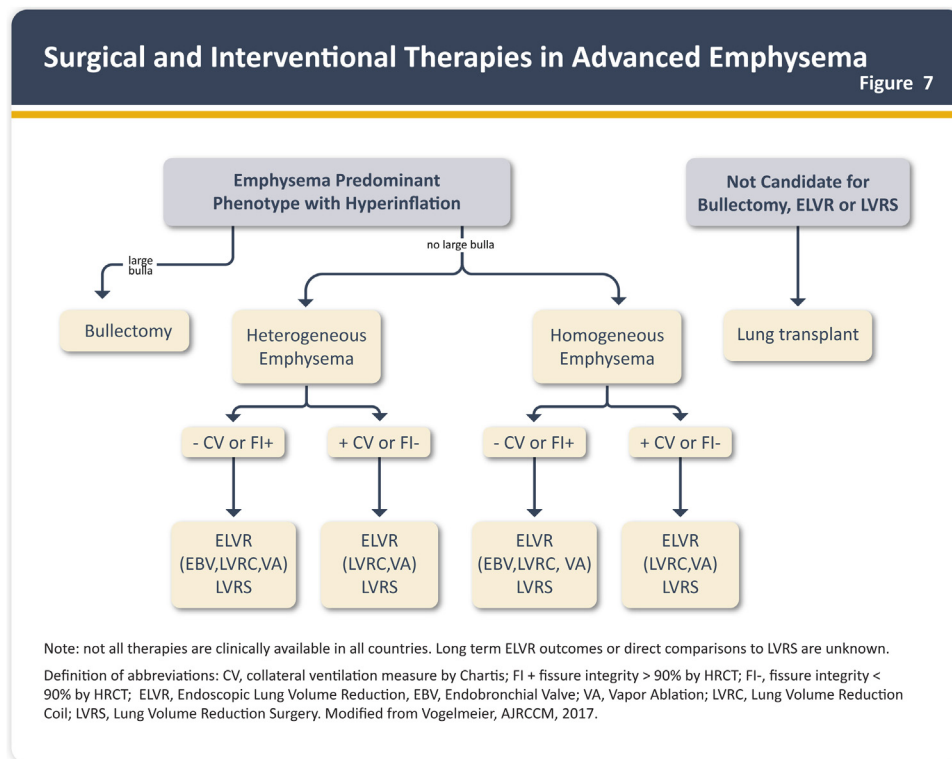 Surgical and Interventional Therapies in Advanced Emphysema
Figure 7
Emphysema Predominant
Phenotype with Hyperinflation
Not Candidate for
Bullectomy, ELVR or LVRS
large
bulla
no large bulla
Bullectomy
Heterogeneous
Emphysema
Homogeneous
Emphysema
Lung transplant
- CV or FI+
+ CV or FI-
- CV or FI+
+ CV or FI-
ELVR
(EBV,LVRC,VA)
LVRS
ELVR
(LVRC,VA)
LVRS
ELVR
(EBV,LVRC, VA)
LVRS
ELVR
(LVRC,VA)
LVRS
Note: not all therapies are clinically available in all countries. Long term ELVR outcomes or direct comparisons to LVRS are unknown.
Definition of abbreviations: CV, collateral ventilation measure by Chartis; FI + fissure integrity > 90% by HRCT; FI-, fissure integrity <
90% by HRCT; ELVR, Endoscopic Lung Volume Reduction, EBV, Endobronchial Valve; VA, Vapor Ablation; LVRC, Lung Volume Reduction
Coil; LVRS, Lung Volume Reduction Surgery. Modified from Vogelmeier, AJRCCM, 2017.